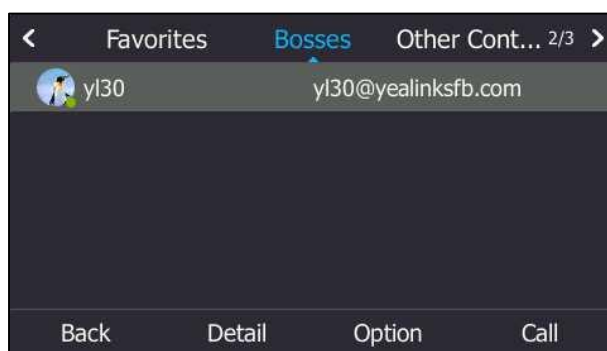 < Favorites Bosses Other Cont... 2/3 >
yl30 yl30@yealinksfb.com
Back Detail Option Call